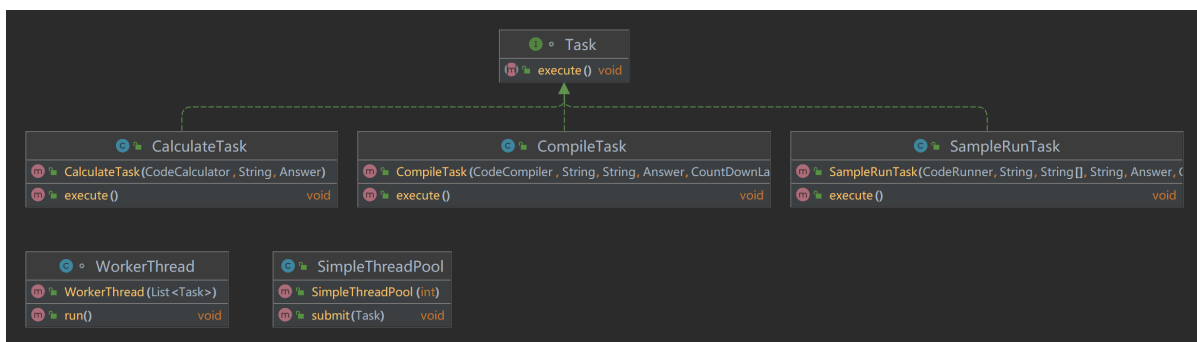 Task
execute() void
CalculateTask
CalculateTask(CodeCalculator, String, Answer)
execute() void
CompileTask
CompileTask(CodeCompiler, String, String, Answer, CountDownLa
execute() void
SampleRunTask
SampleRunTask(CodeRunner, String, String[], String, Answer, C
execute() void
WorkerThread
WorkerThread(List<Task>)
run() void
SimpleThreadPool
SimpleThreadPool(int)
submit(Task) void